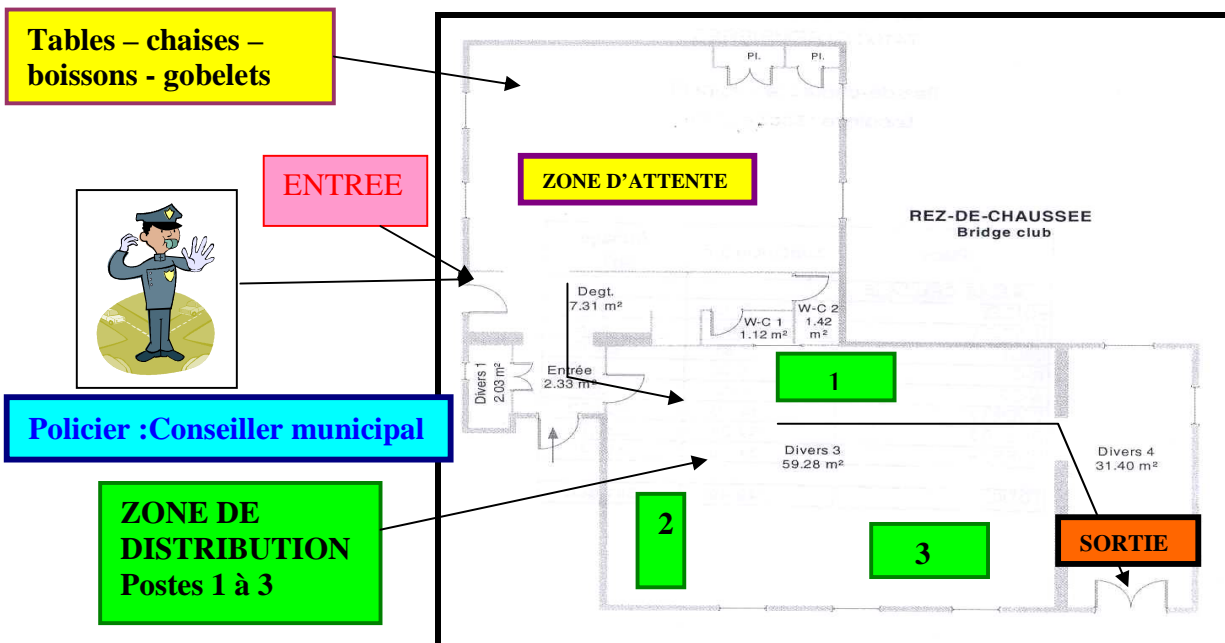 Tables – chaises –
boissons - gobelets
Pl.
Pl.
ENTREE
ZONE D’ATTENTE
REZ-DE-CHAUSSEE
Bridge club
Degt.
7.31 m²
W-C 1
1.12 m²
W-C 2
1.42
m²
Divers 1
2.03 m²
Entrée
2.33 m²
1
Policier :Conseiller municipal
Divers 3
59.28 m²
Divers 4
31.40 m²
ZONE DE
DISTRIBUTION
Postes 1 à 3
2
3
SORTIE